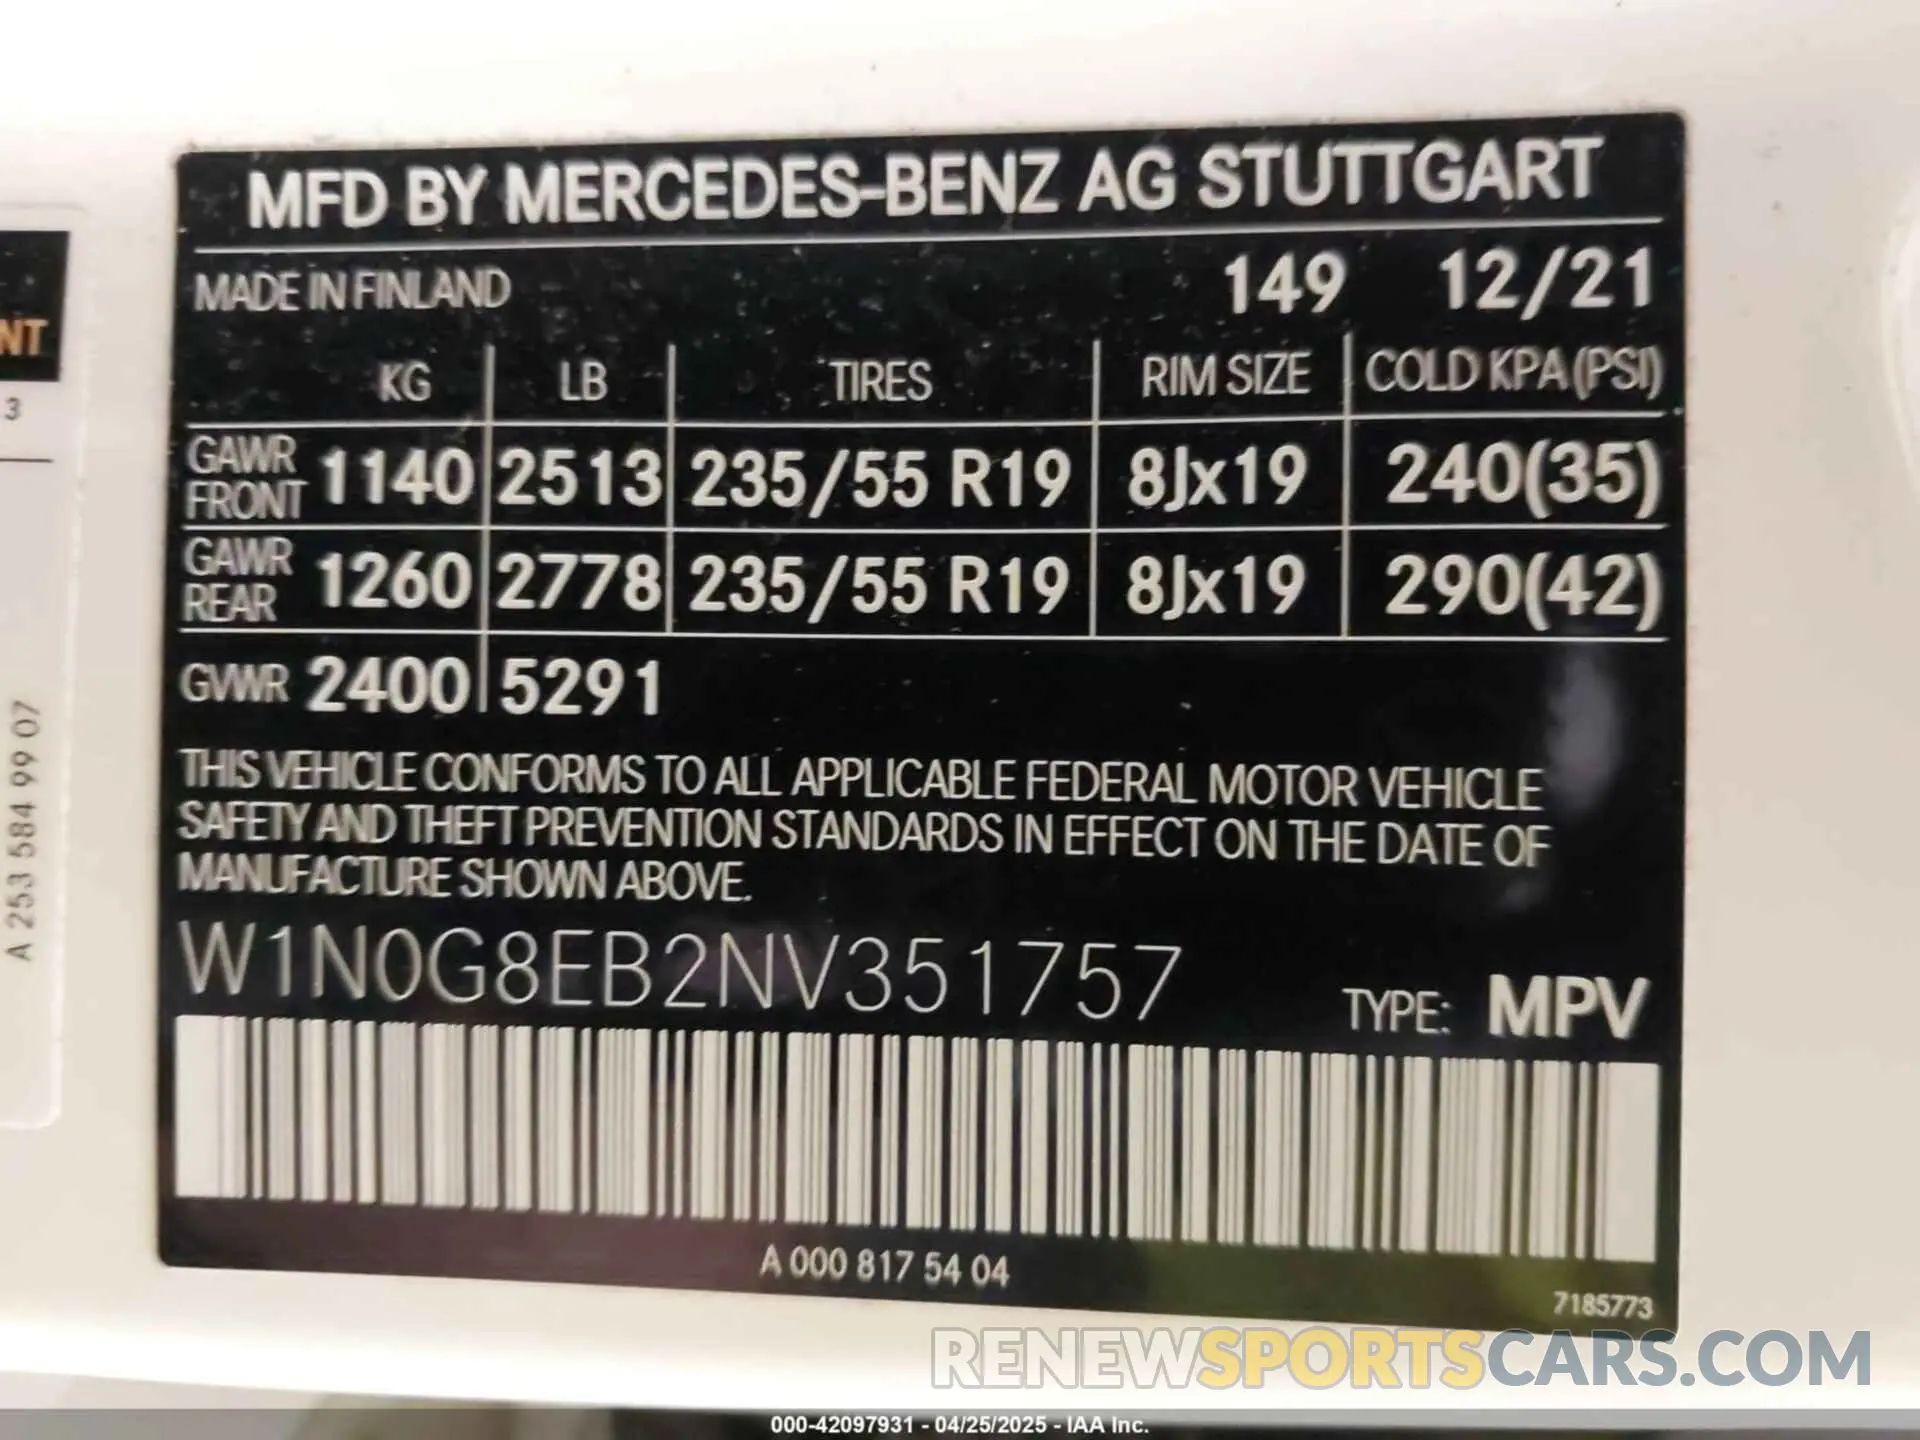 MFD BY MERCEDES-BENZ AG STUTTGART
MADE IN FINLAND 149 12/21
KG LB TIRES RIM SIZE COLD KPA (PSI)
GAWR FRONT 1140 2513 235/55 R19 8Jx19 240(35)
GAWR REAR 1260 2778 235/55 R19 8Jx19 290(42)
GVWR 2400 5291
THIS VEHICLE CONFORMS TO ALL APPLICABLE FEDERAL MOTOR VEHICLE
SAFETY AND THEFT PREVENTION STANDARDS IN EFFECT ON THE DATE OF
MANUFACTURE SHOWN ABOVE.
W1N0G8EB2NV351757 TYPE: MPV
A 000 817 54 04
7185773
NT
3
A 253 584 99 07
RENEWSPORTSCARS.COM
000-42097931 - 04/25/2025 - IAA Inc.